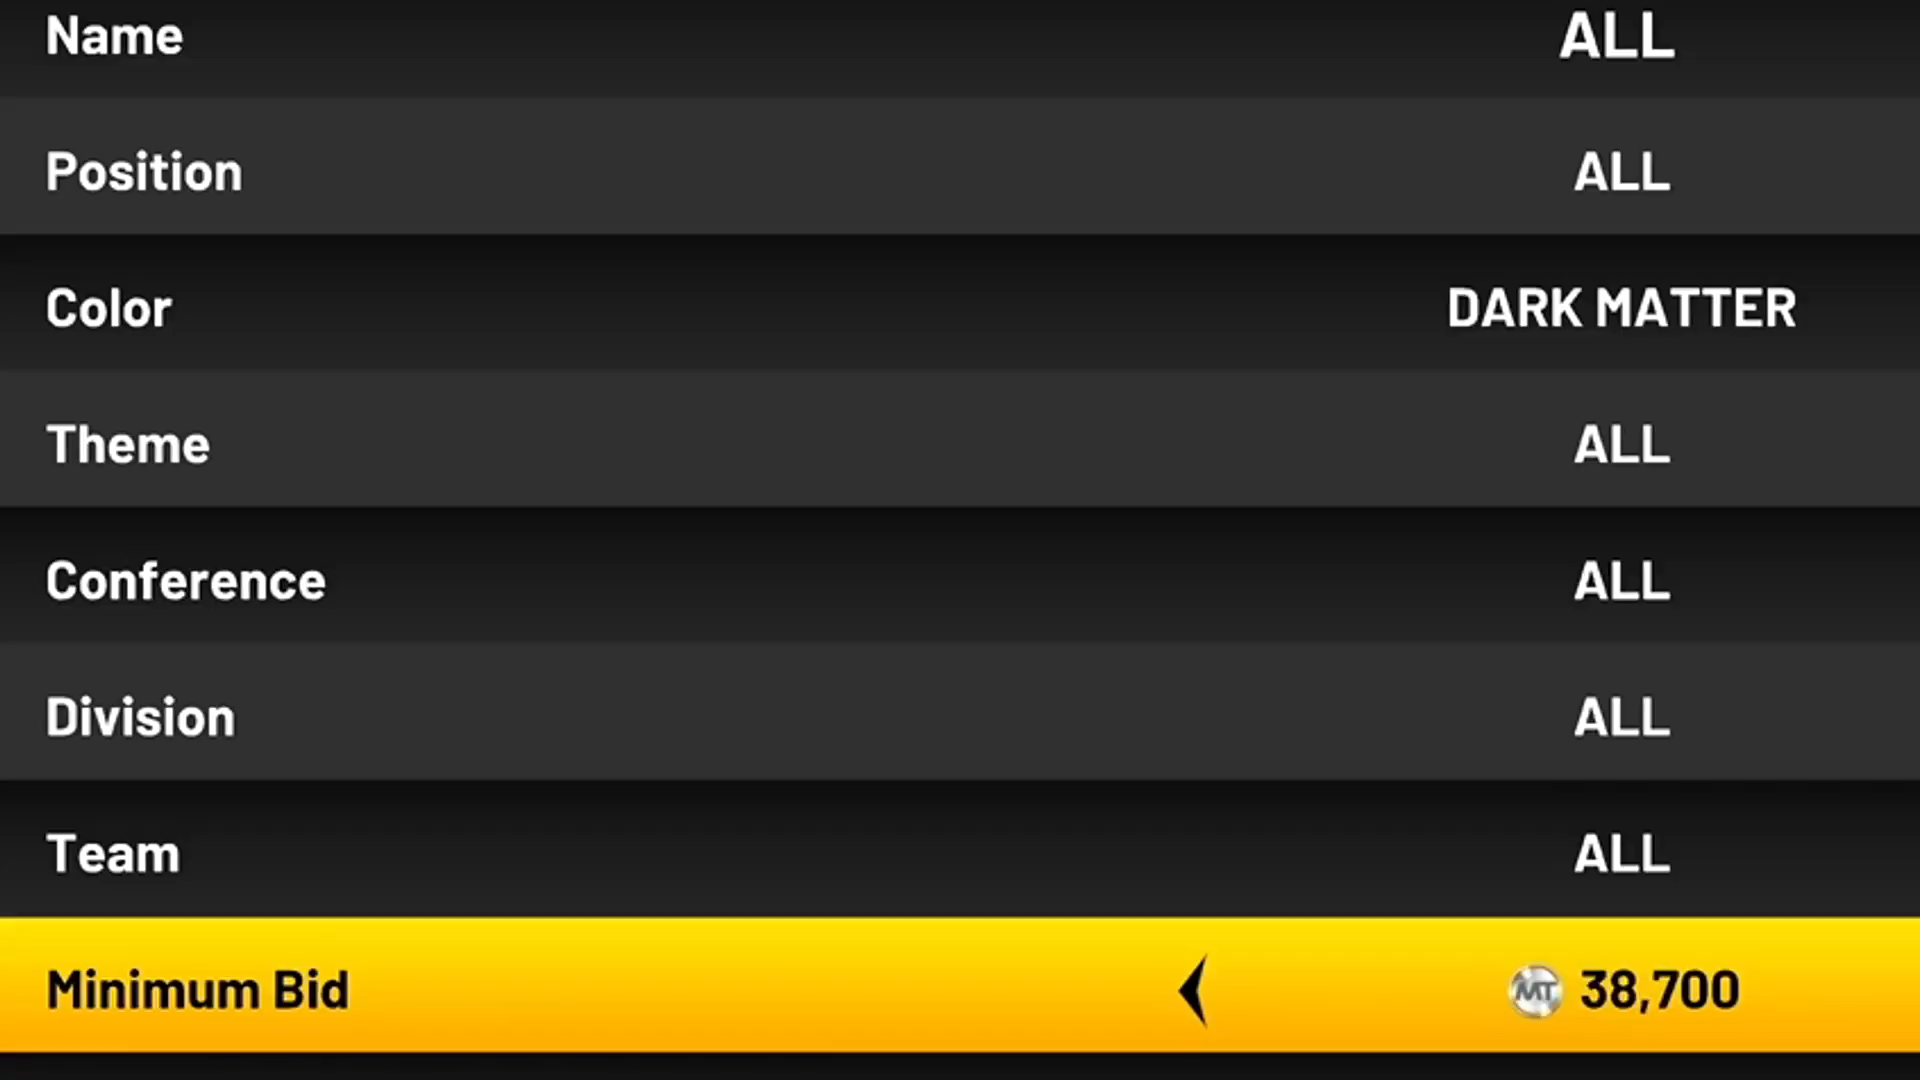 Name ALL
Position ALL
Color DARK MATTER
Theme ALL
Conference ALL
Division ALL
Team ALL
Minimum Bid MT 38,700